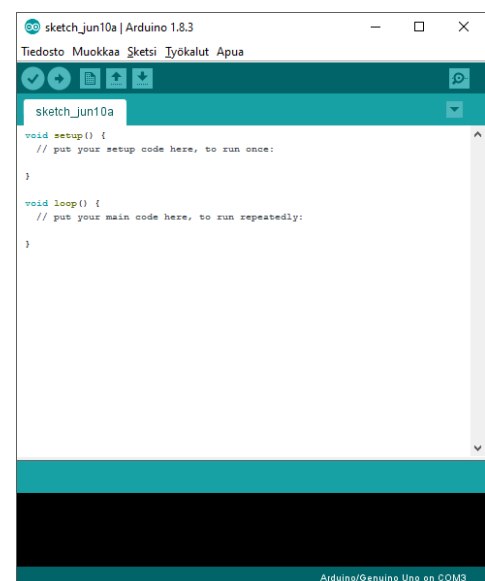 sketch_jun10a | Arduino 1.8.3
Tiedosto Muokkaa Sketsi Työkalut Apua
sketch_jun10a
void setup() {
// put your setup code here, to run once:
}
void loop() {
// put your main code here, to run repeatedly:
}
Arduino/Genuino Uno on COM3